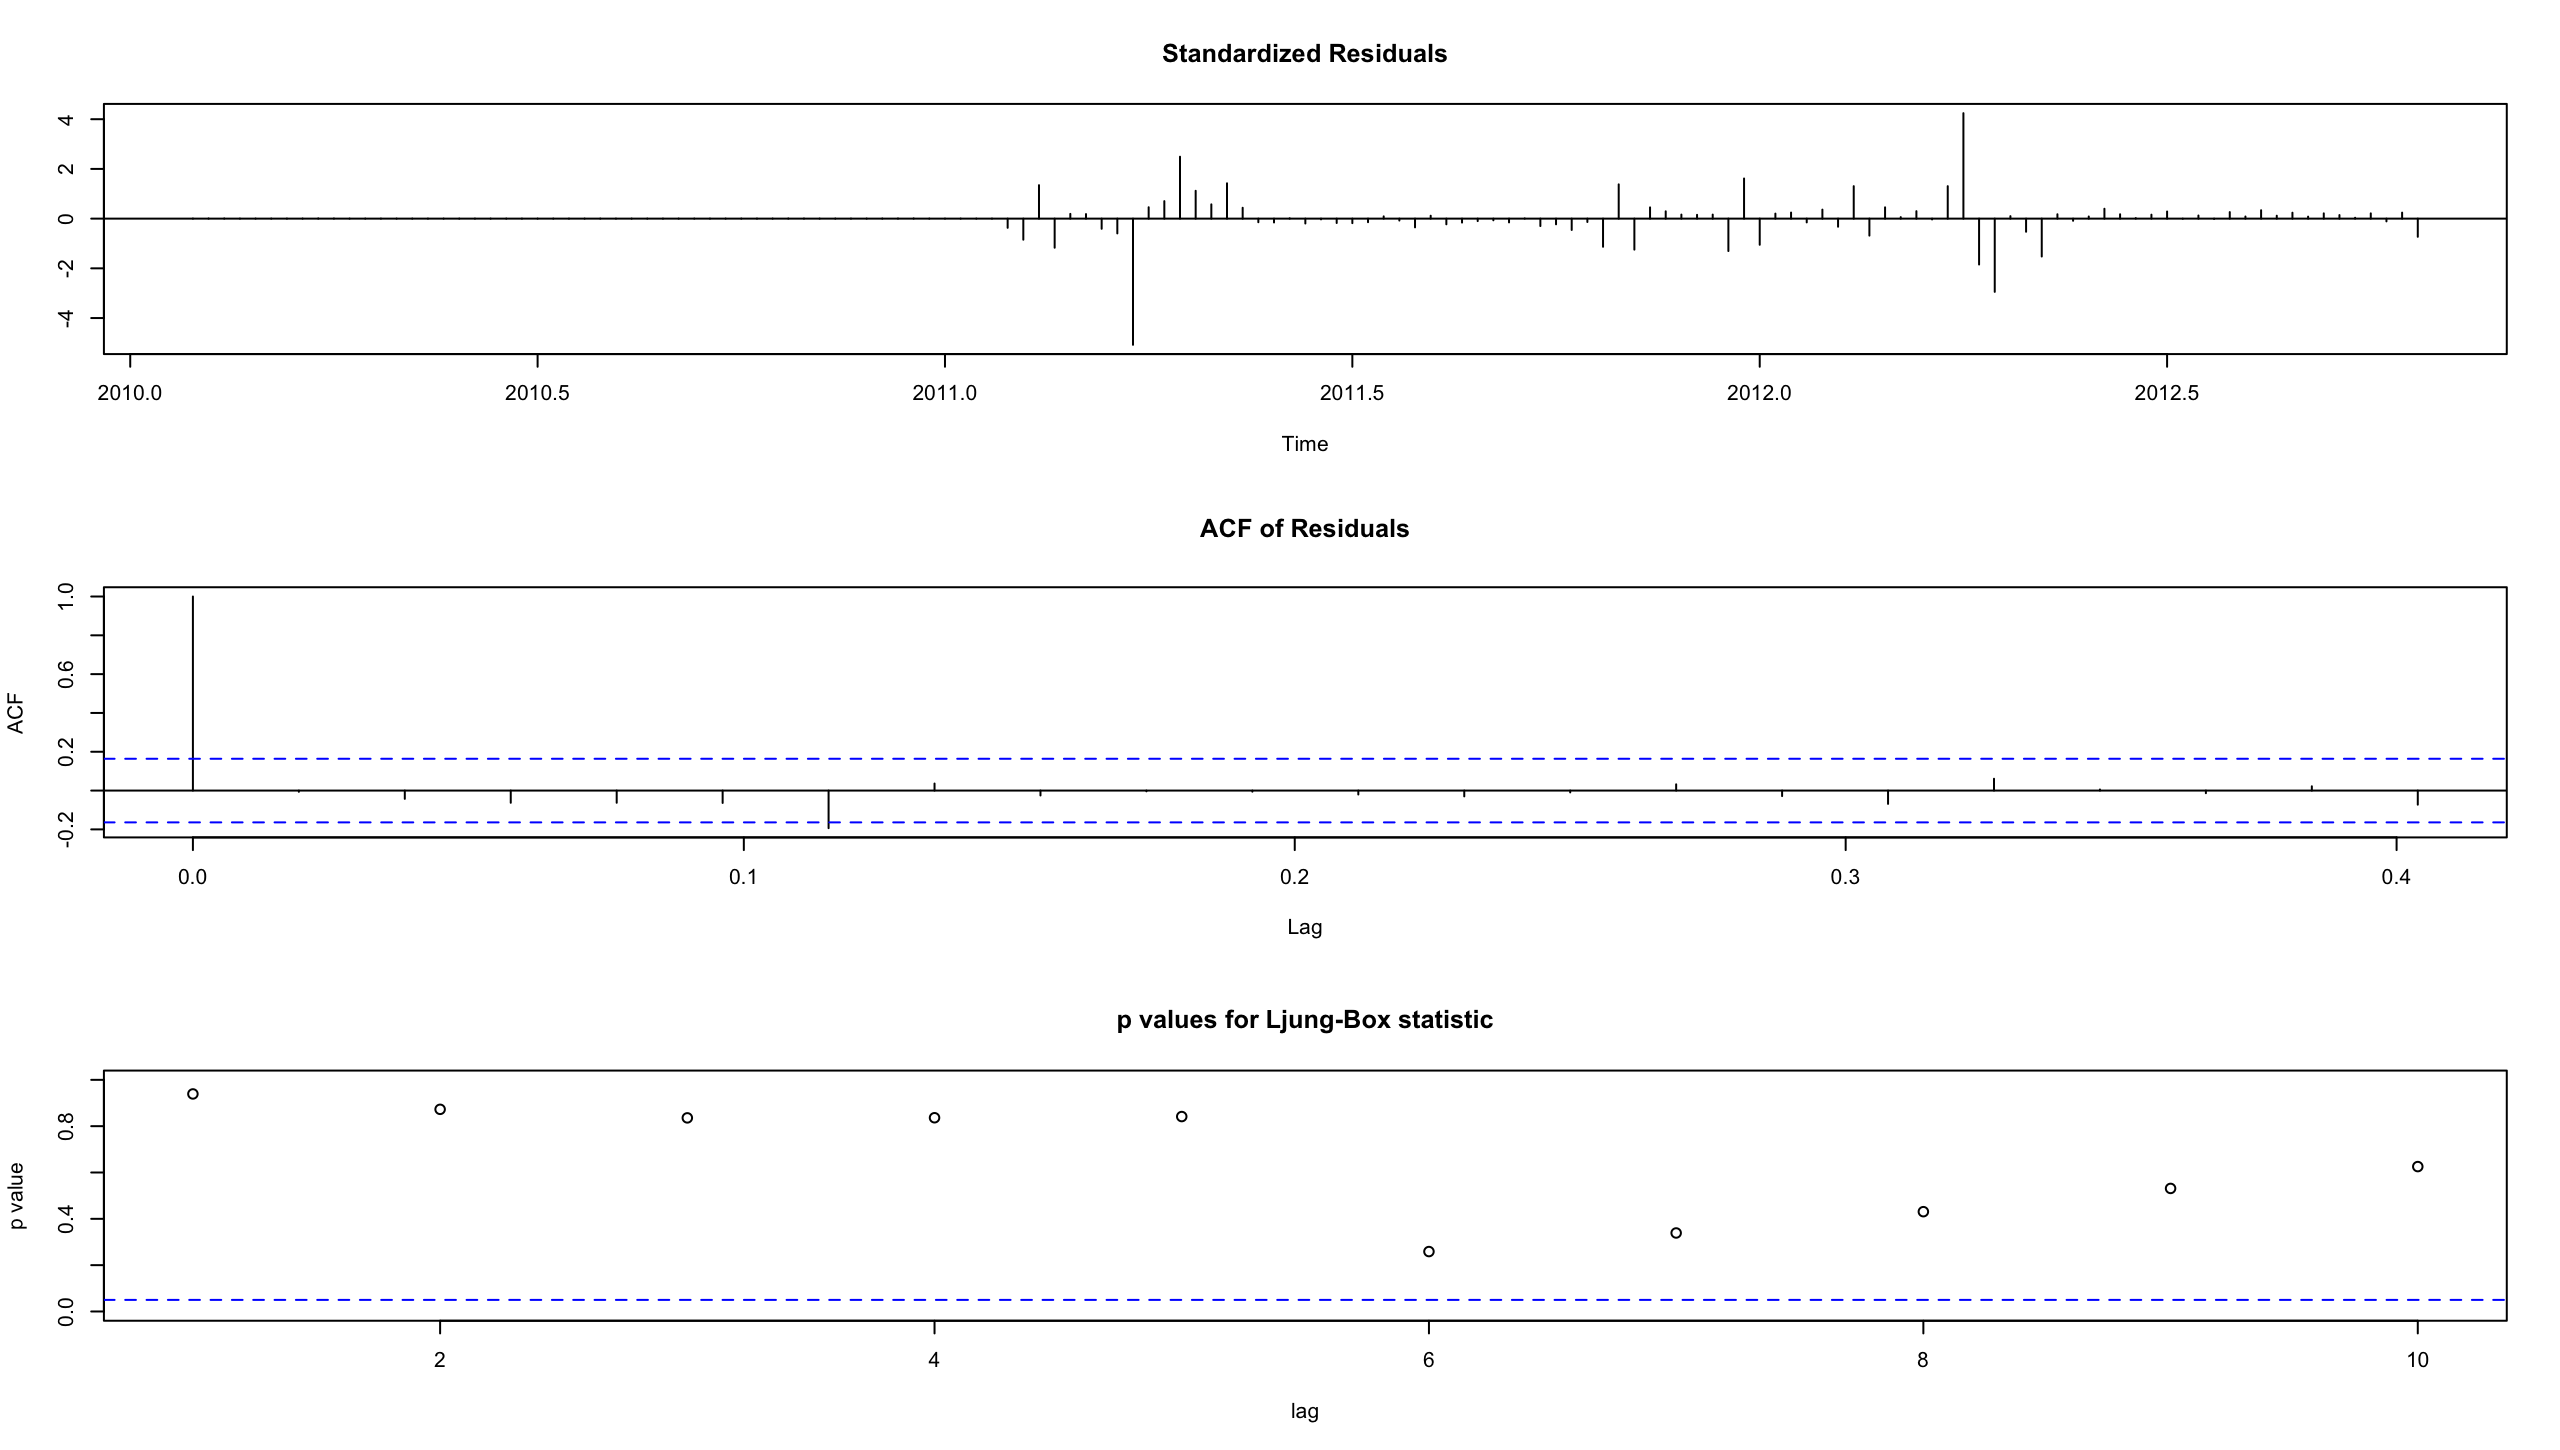 Standardized Residuals
4
2
0
-2
-4
2010.0 2010.5 2011.0 2011.5 2012.0 2012.5
Time
ACF of Residuals
ACF
1.0
0.6
0.2
-0.2
0.0 0.1 0.2 0.3 0.4
Lag
p values for Ljung-Box statistic
p value
0.8
0.4
0.0
2 4 6 8 10
lag